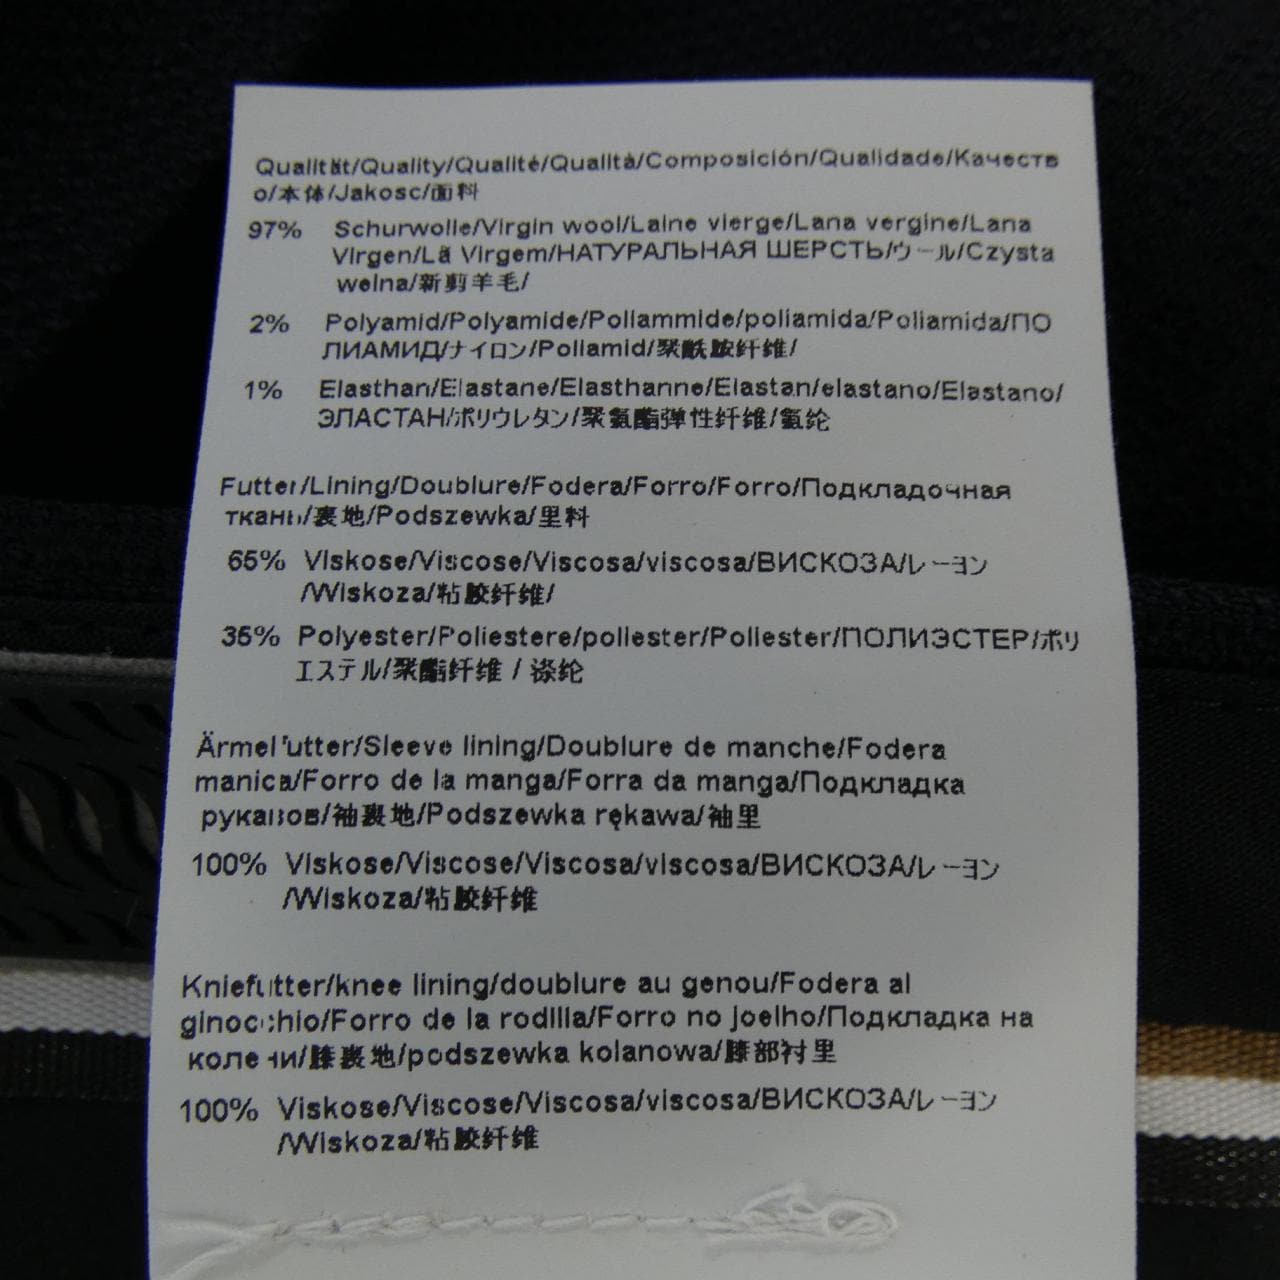 Qualität/Quality/Qualité/Qualità/Composición/Qualidade/Качеств
о/本体/Jakosc/面料
97% Schurwolle/Virgin wool/Laine vierge/Lana vergine/Lana
Virgen/Lã Virgem/НАТУРАЛЬНАЯ ШЕРСТЬ/ウール/Czysta
welna/新剪羊毛/
2% Polyamid/Polyamide/Poliammide/poliamida/Poliamida/ПО
ЛИАМИД/ナイロン/Poliamid/聚酰胺纤维/
1% Elasthan/Elastane/Elasthanne/Elastan/elastano/Elastano/
ЭЛАСТАН/ポリウレタン/聚氨酯弹性纤维/氨纶
Futter/Lining/Doublure/Fodera/Forro/Forro/Подкладочная
ткань/裏地/Podszewka/里料
65% Viskose/Viscose/Viscosa/viscosa/ВИСКОЗА/レーヨン
/Wiskoza/粘胶纤维/
35% Polyester/Poliestere/poliester/Poliester/ПОЛИЭСТЕР/ポリ
エステル/聚酯纤维 / 涤纶
Ärmelfutter/Sleeve lining/Doublure de manche/Fodera
manica/Forro de la manga/Forra da manga/Подкладка
рукавов/袖裏地/Podszewka rękawa/袖里
100% Viskose/Viscose/Viscosa/viscosa/ВИСКОЗА/レーヨン
/Wiskoza/粘胶纤维
Kniefutter/knee lining/doublure au genou/Fodera al
ginocchio/Forro de la rodilla/Forro no joelho/Подкладка на
колени/膝裏地/podszewka kolanowa/膝部衬里
100% Viskose/Viscose/Viscosa/viscosa/ВИСКОЗА/レーヨン
/Wiskoza/粘胶纤维